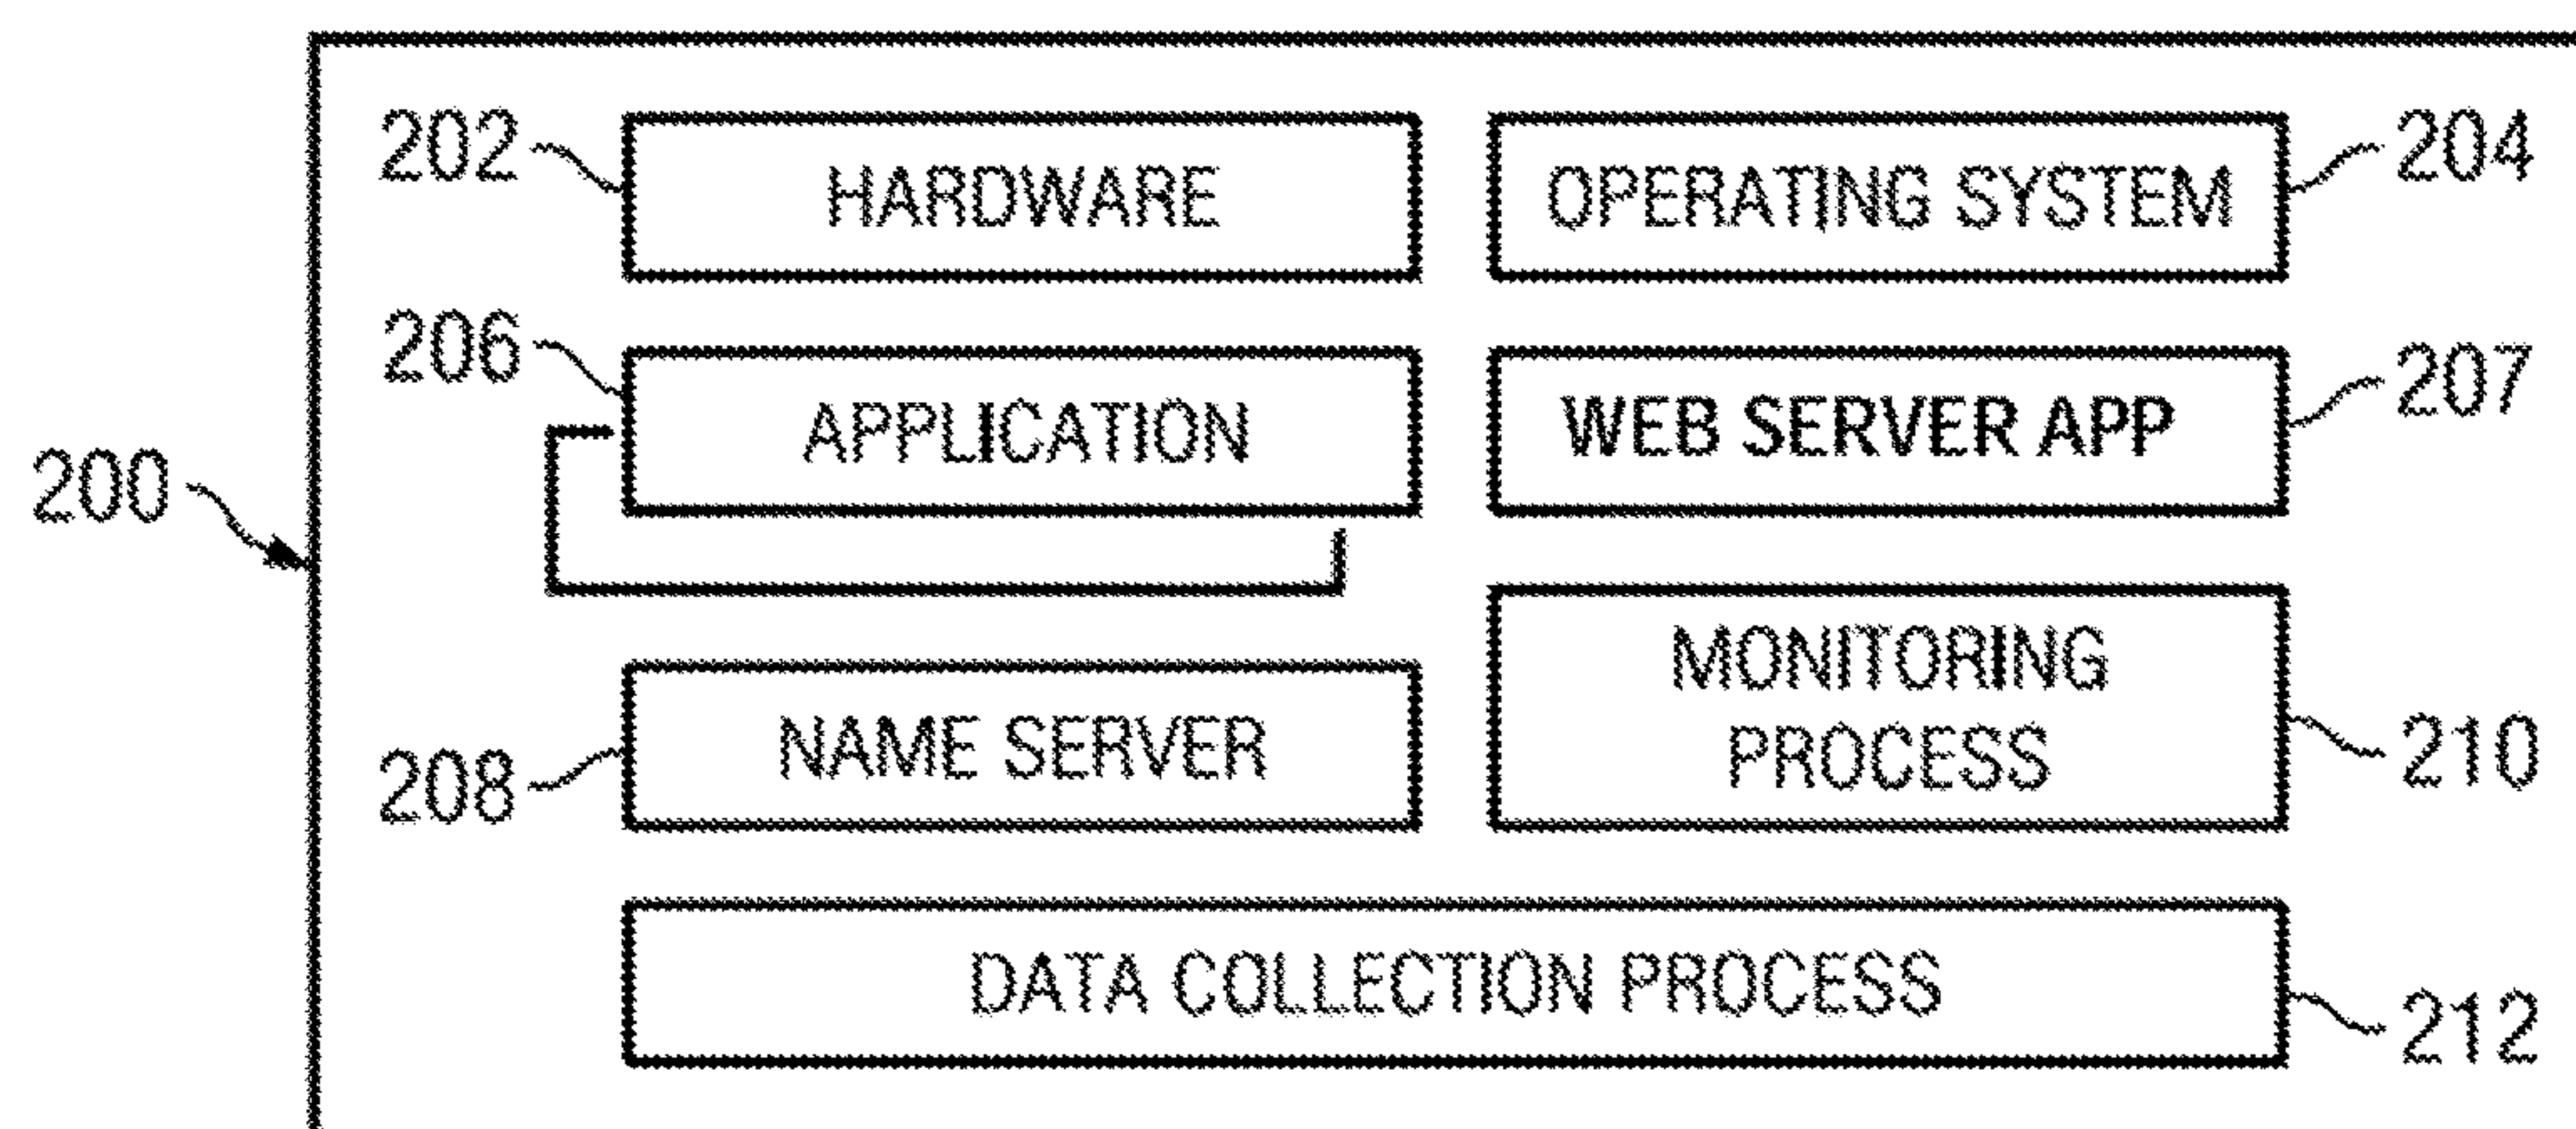 202 HARDWARE OPERATING SYSTEM 204
206 APPLICATION WEB SERVER APP 207
200
208 NAME SERVER MONITORING
PROCESS 210
DATA COLLECTION PROCESS 212